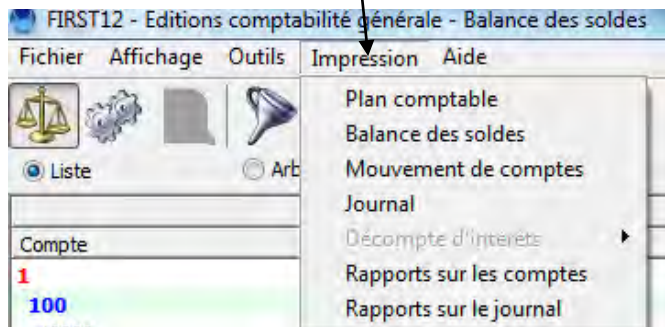 FIRST12 - Editions comptabilité générale - Balance des soldes
Fichier Affichage Outils Impression Aide
Plan comptable
Balance des soldes
Liste Arb Mouvement de comptes
Journal
Compte Décompte d'intérêts
1 Rapports sur les comptes
100 Rapports sur le journal